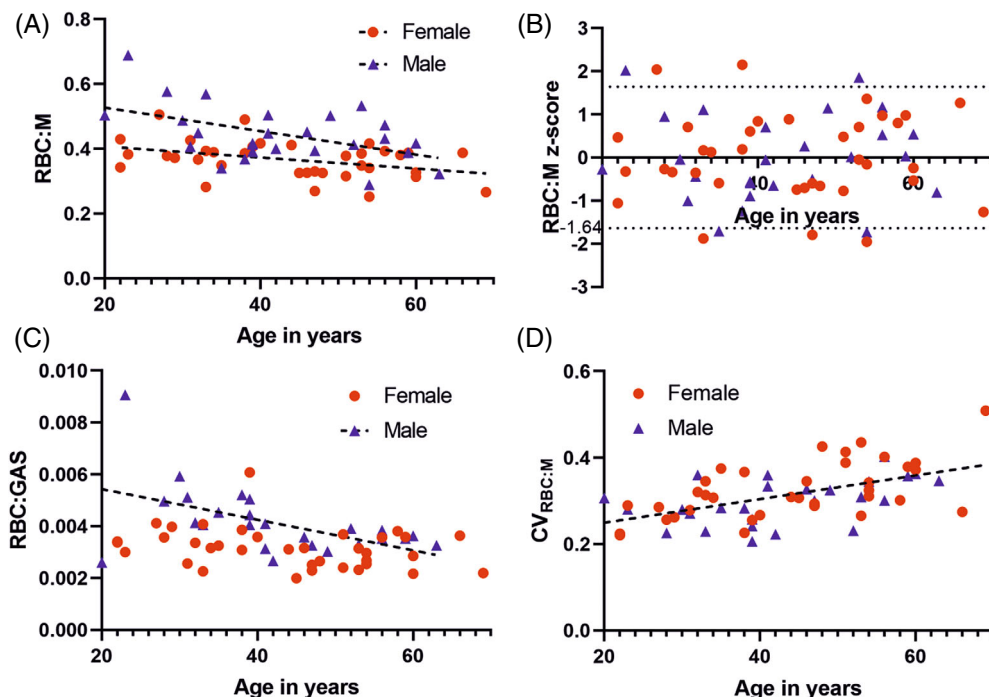 (A)
RBC:M
0.8
0.6
0.4
0.2
0.0
20
40
60
Age in years
Female
Male
(B)
RBC:M z-score
3
2
1
0
-1
-1.64
-2
-3
40
60
Age in years
(C)
RBC:GAS
0.010
0.008
0.006
0.004
0.002
0.000
20
40
60
Age in years
Female
Male
(D)
CVRBC:M
0.6
0.4
0.2
0.0
20
40
60
Age in years
Female
Male